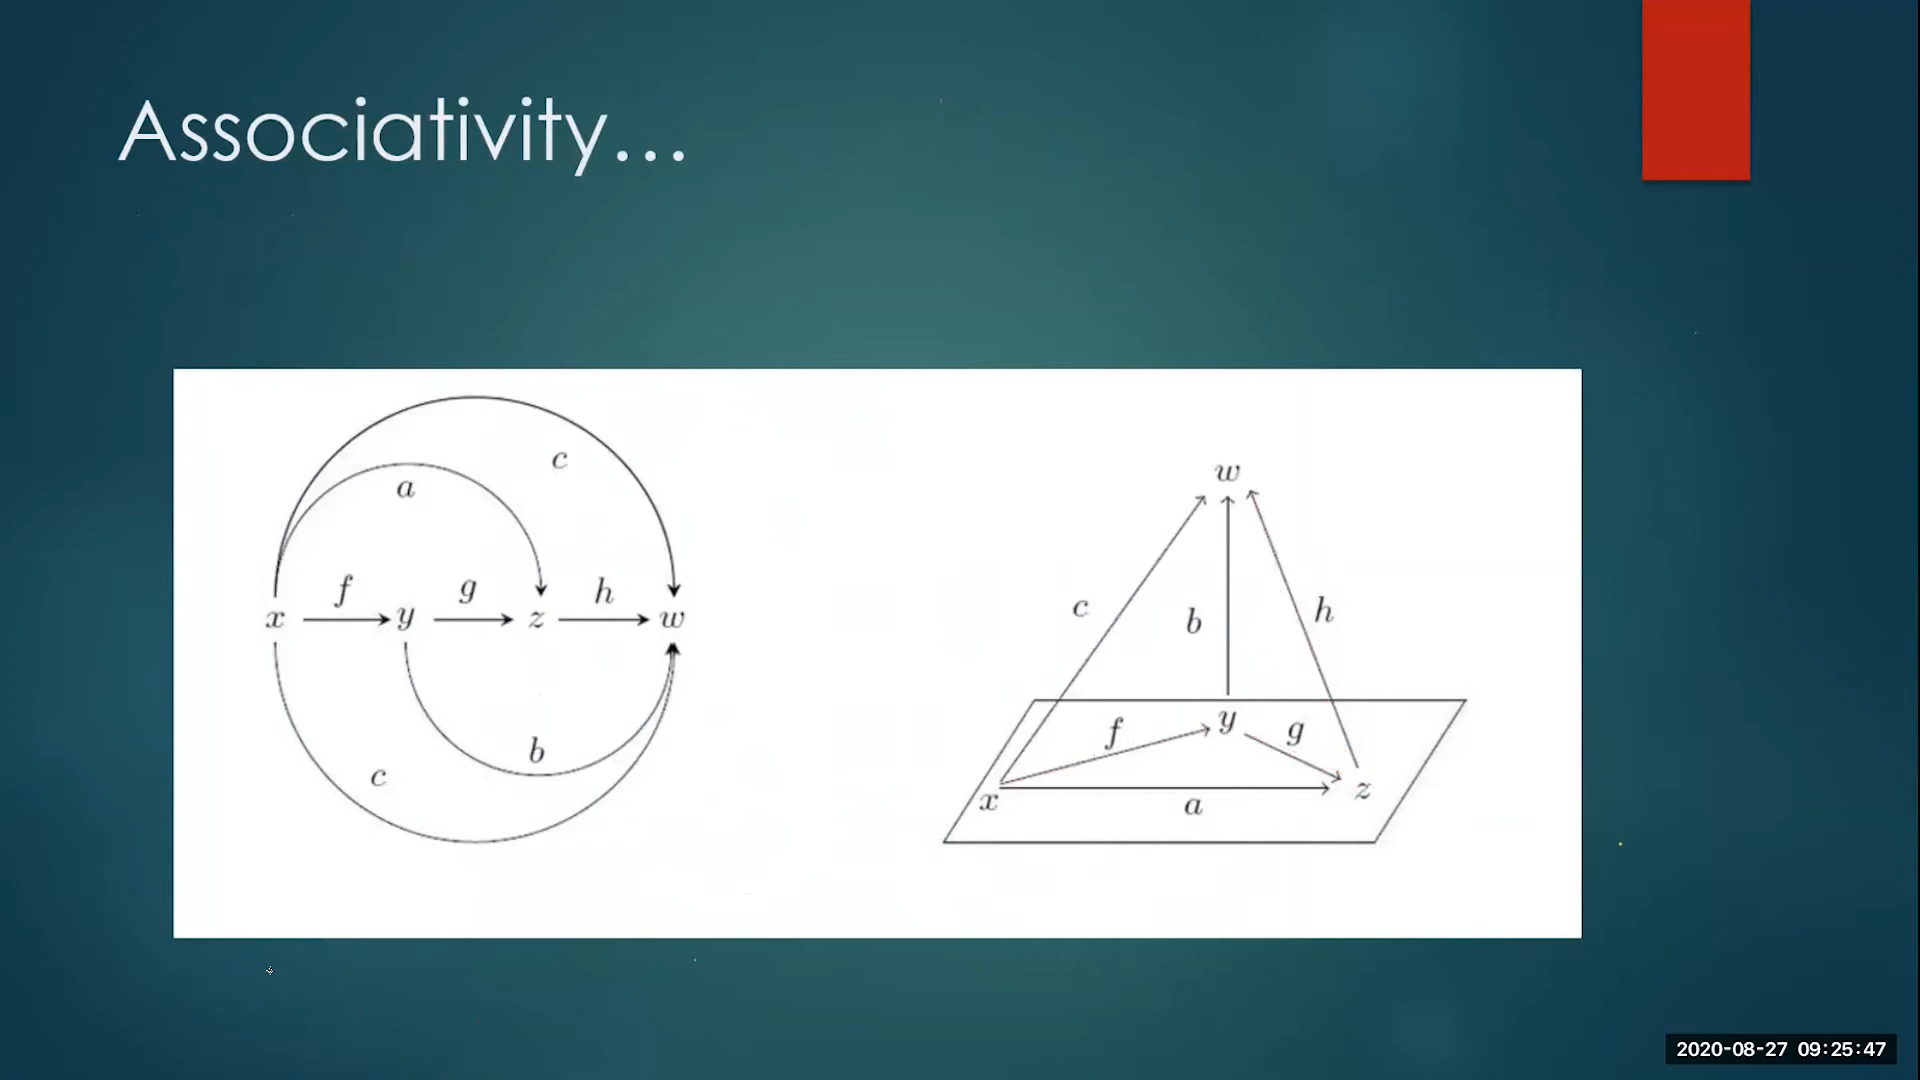 Associativity...
c
a
f g h
x y z w
b
c
w
c b h
f y g
x a z
2020-08-27 09:25:47